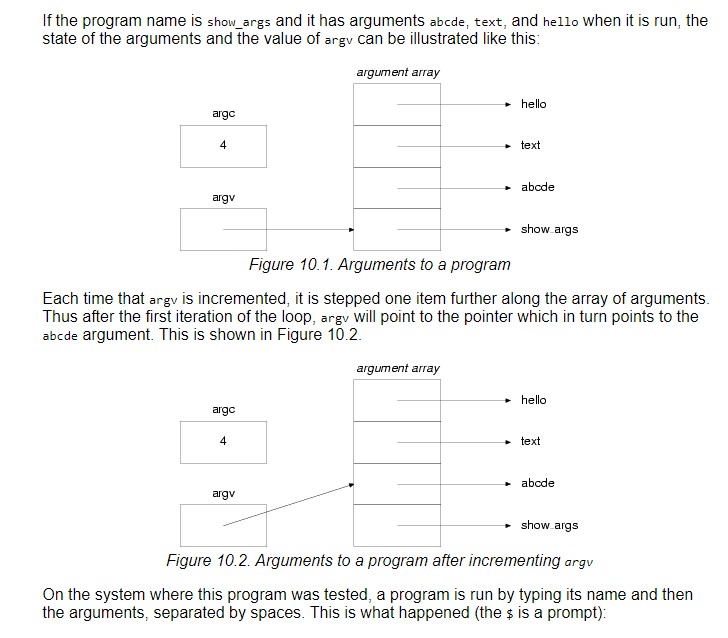 If the program name is show_args and it has arguments abcde, text, and hello when it is run, the
state of the arguments and the value of argv can be illustrated like this:
argument array
argc
4
argv
hello
text
abcde
show.args
Figure 10.1. Arguments to a program
Each time that argv is incremented, it is stepped one item further along the array of arguments.
Thus after the first iteration of the loop, argv will point to the pointer which in turn points to the
abcde argument. This is shown in Figure 10.2.
argument array
argc
4
argv
hello
text
abcde
show.args
Figure 10.2. Arguments to a program after incrementing argv
On the system where this program was tested, a program is run by typing its name and then
the arguments, separated by spaces. This is what happened (the $ is a prompt):